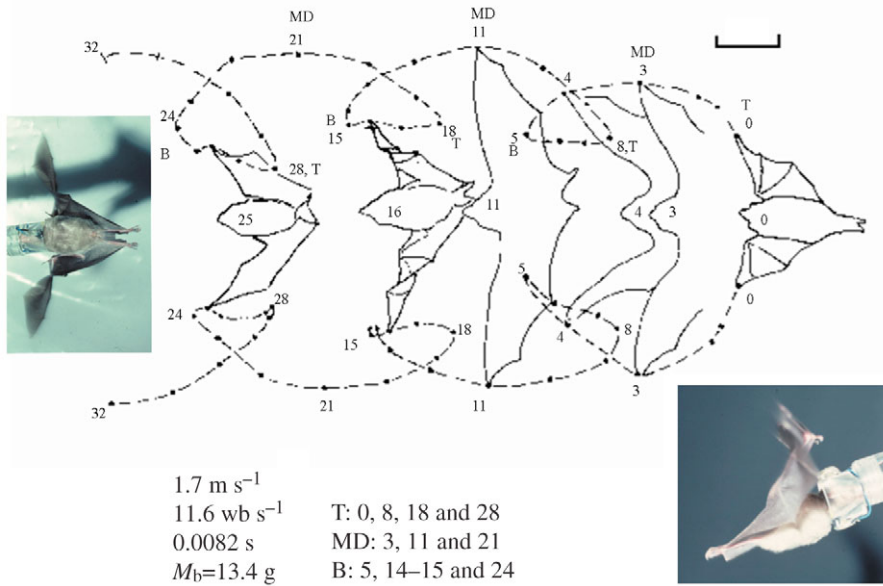 MD
21
32
MD
11
MD
3
4
24
B
B
15
18
T
5
B
8, T
T
0
28, T
25
16
11
4
3
0
5
24
28
15
18
4
8
0
32
21
11
3
1.7 m s⁻¹
11.6 wb s⁻¹
0.0082 s
M_b=13.4 g
T: 0, 8, 18 and 28
MD: 3, 11 and 21
B: 5, 14–15 and 24